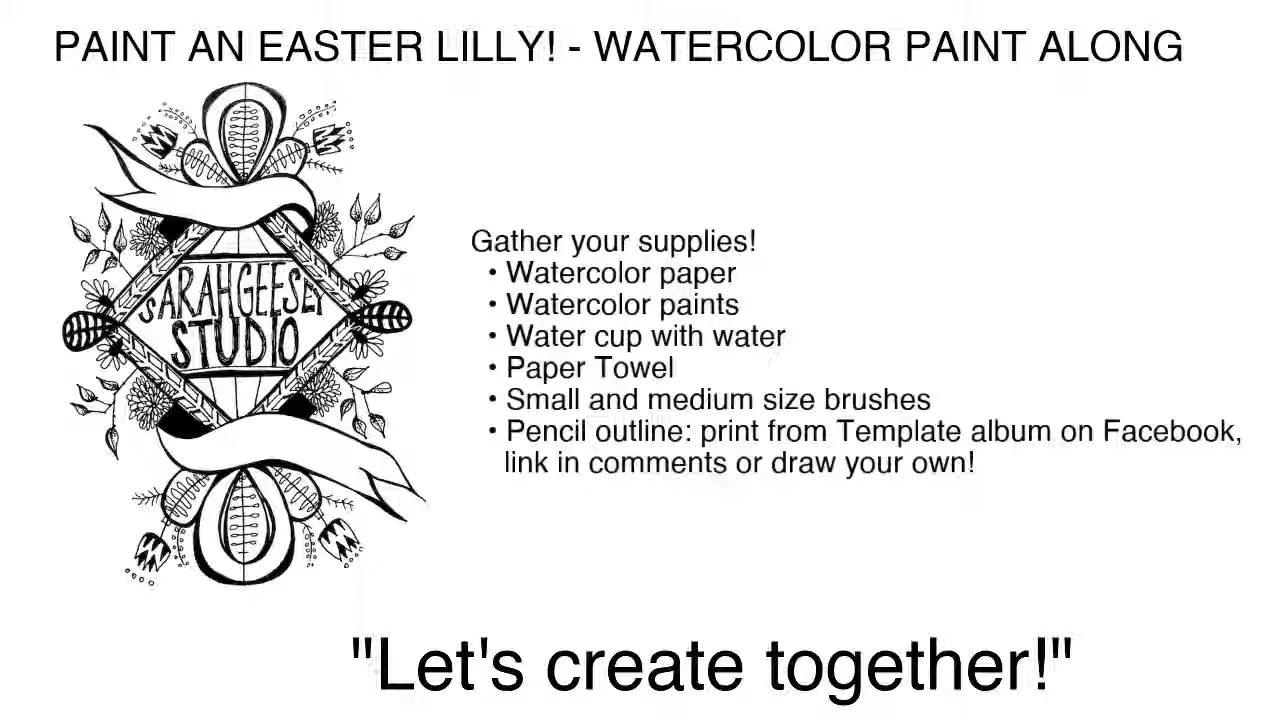 PAINT AN EASTER LILLY! - WATERCOLOR PAINT ALONG
SARAHGEESEY
STUDIO
Gather your supplies!
• Watercolor paper
• Watercolor paints
• Water cup with water
• Paper Towel
• Small and medium size brushes
• Pencil outline: print from Template album on Facebook,
link in comments or draw your own!
"Let's create together!"